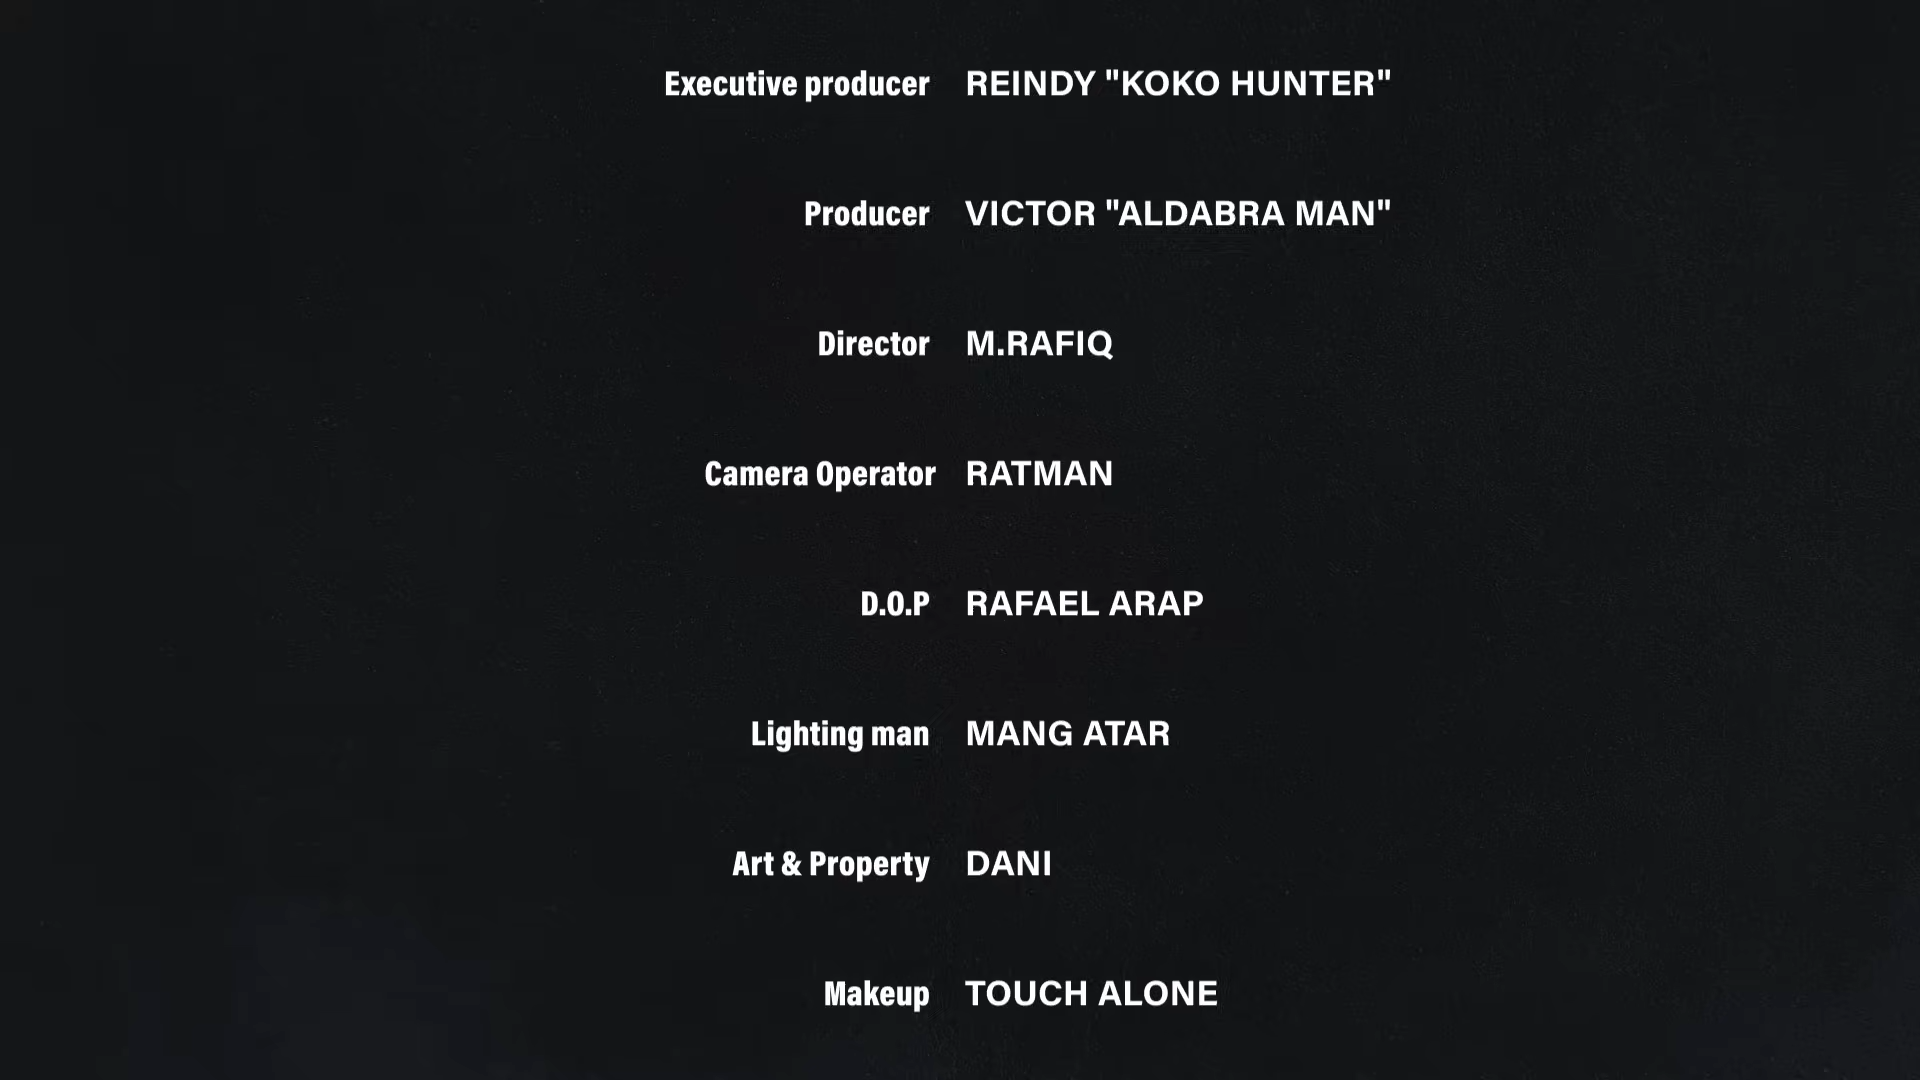 Executive producer REINDY "KOKO HUNTER"
Producer VICTOR "ALDABRA MAN"
Director M.RAFIQ
Camera Operator RATMAN
D.O.P RAFAEL ARAP
Lighting man MANG ATAR
Art & Property DANI
Makeup TOUCH ALONE